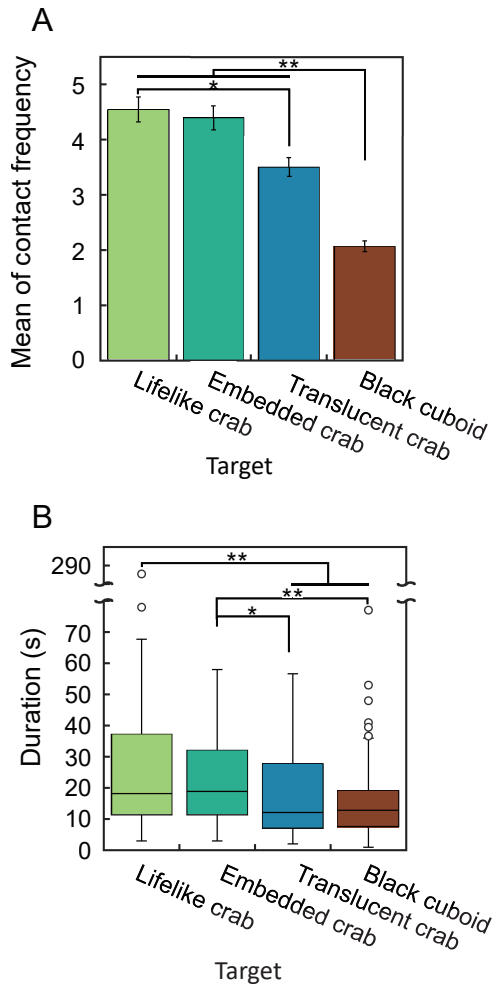 A
Mean of contact frequency
5
4
3
2
1
0
**
*
Lifelike crab
Embedded crab
Translucent crab
Black cuboid
Target
B
Duration (s)
290
70
60
50
40
30
20
10
0
**
**
*
Lifelike crab
Embedded crab
Translucent crab
Black cuboid
Target